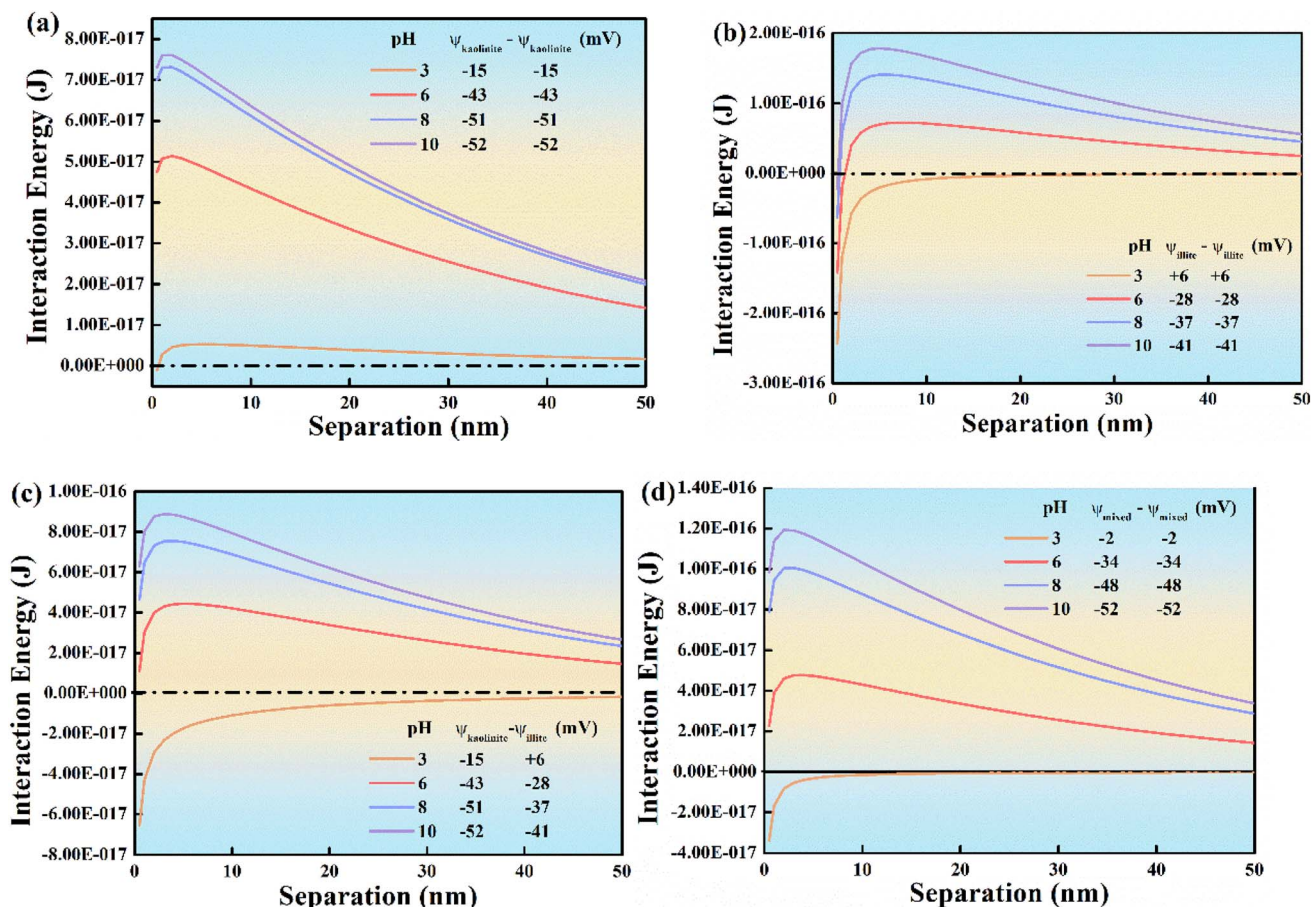 (a)
pH ψkaolinite - ψkaolinite (mV)
3 -15 -15
6 -43 -43
8 -51 -51
10 -52 -52
8.00E-017
7.00E-017
6.00E-017
5.00E-017
4.00E-017
3.00E-017
2.00E-017
1.00E-017
0.00E+000
Interaction Energy (J)
0 10 20 30 40 50
Separation (nm)
(b)
2.00E-016
1.00E-016
0.00E+000
-1.00E-016
-2.00E-016
-3.00E-016
Interaction Energy (J)
pH ψillite - ψillite (mV)
3 +6 +6
6 -28 -28
8 -37 -37
10 -41 -41
0 10 20 30 40 50
Separation (nm)
(c)
1.00E-016
8.00E-017
6.00E-017
4.00E-017
2.00E-017
0.00E+000
-2.00E-017
-4.00E-017
-6.00E-017
-8.00E-017
Interaction Energy (J)
pH ψkaolinite-ψillite (mV)
3 -15 +6
6 -43 -28
8 -51 -37
10 -52 -41
0 10 20 30 40 50
Separation (nm)
(d)
1.40E-016
1.20E-016
1.00E-016
8.00E-017
6.00E-017
4.00E-017
2.00E-017
0.00E+000
-2.00E-017
-4.00E-017
Interaction Energy (J)
pH ψmixed - ψmixed (mV)
3 -2 -2
6 -34 -34
8 -48 -48
10 -52 -52
0 10 20 30 40 50
Separation (nm)